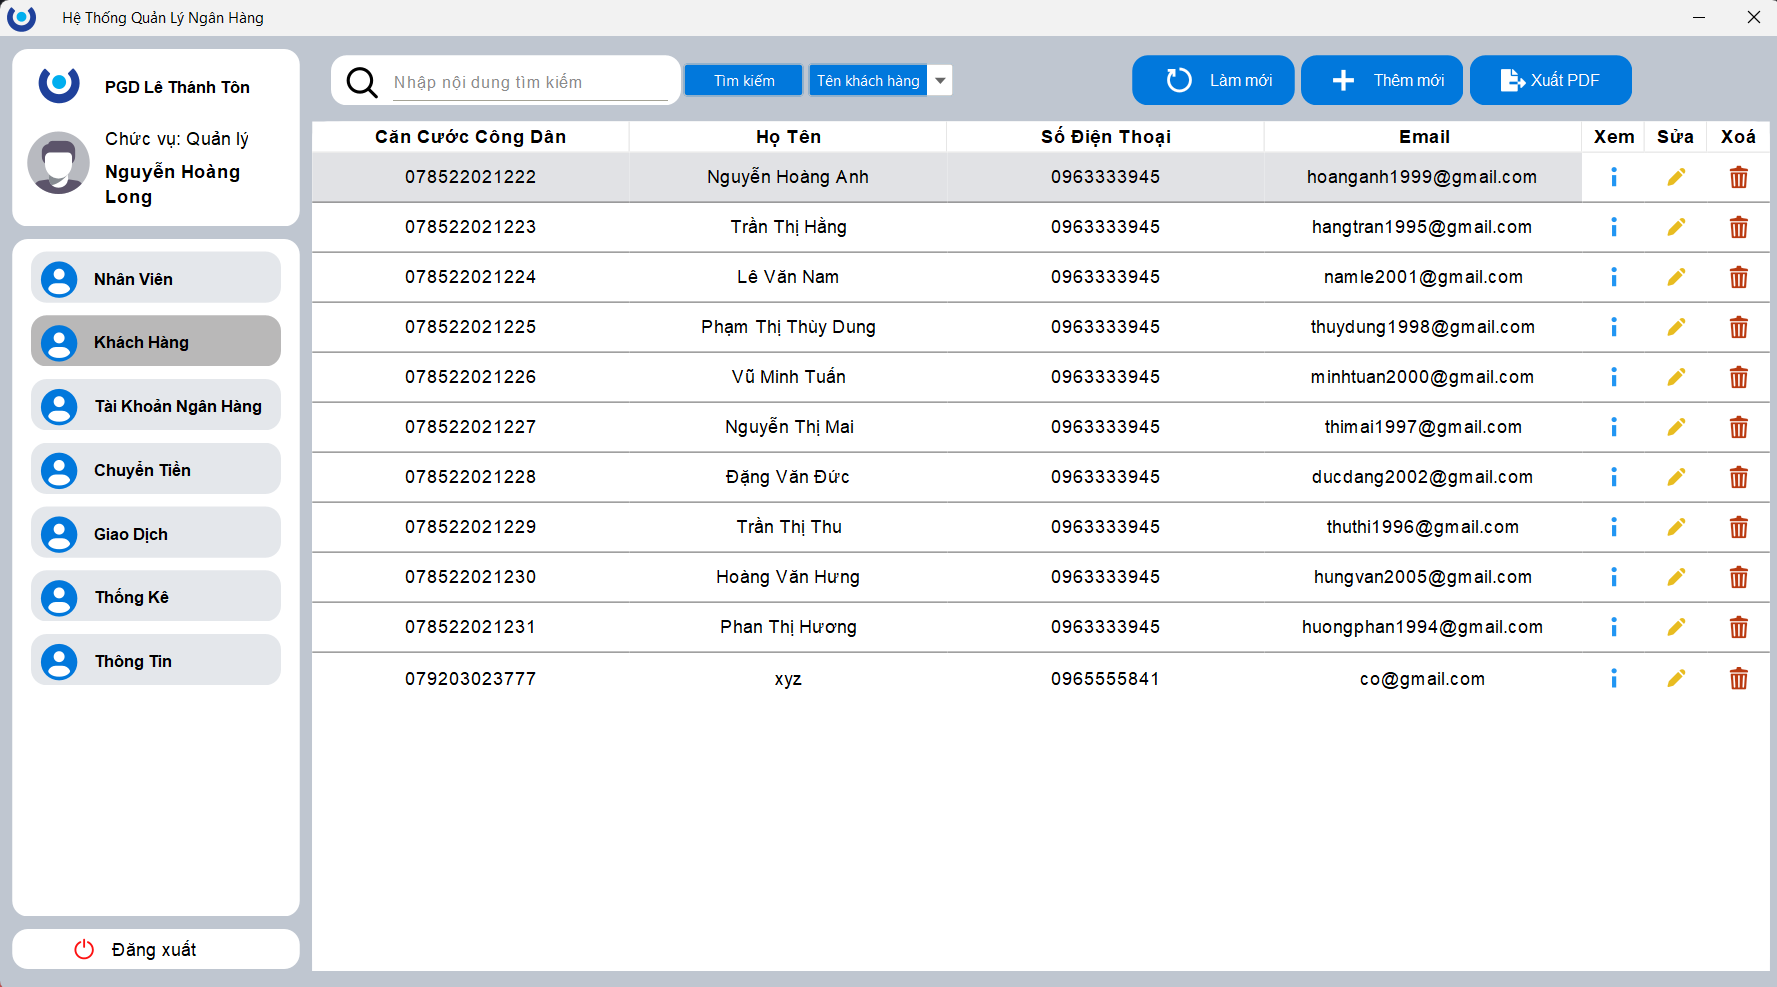 Hệ Thống Quản Lý Ngân Hàng
PGD Lê Thánh Tôn
Chức vụ: Quản lý
Nguyễn Hoàng
Long
Nhân Viên
Khách Hàng
Tài Khoản Ngân Hàng
Chuyển Tiền
Giao Dịch
Thống Kê
Thông Tin
Đăng xuất
Nhập nội dung tìm kiếm Tìm kiếm Tên khách hàng Làm mới Thêm mới Xuất PDF
Căn Cước Công Dân Họ Tên Số Điện Thoại Email Xem Sửa Xoá
078522021222 Nguyễn Hoàng Anh 0963333945 hoanganh1999@gmail.com
078522021223 Trần Thị Hằng 0963333945 hangtran1995@gmail.com
078522021224 Lê Văn Nam 0963333945 namle2001@gmail.com
078522021225 Phạm Thị Thùy Dung 0963333945 thuydung1998@gmail.com
078522021226 Vũ Minh Tuấn 0963333945 minhtuan2000@gmail.com
078522021227 Nguyễn Thị Mai 0963333945 thimai1997@gmail.com
078522021228 Đặng Văn Đức 0963333945 ducdang2002@gmail.com
078522021229 Trần Thị Thu 0963333945 thuthi1996@gmail.com
078522021230 Hoàng Văn Hưng 0963333945 hungvan2005@gmail.com
078522021231 Phan Thị Hương 0963333945 huongphan1994@gmail.com
079203023777 xyz 0965555841 co@gmail.com